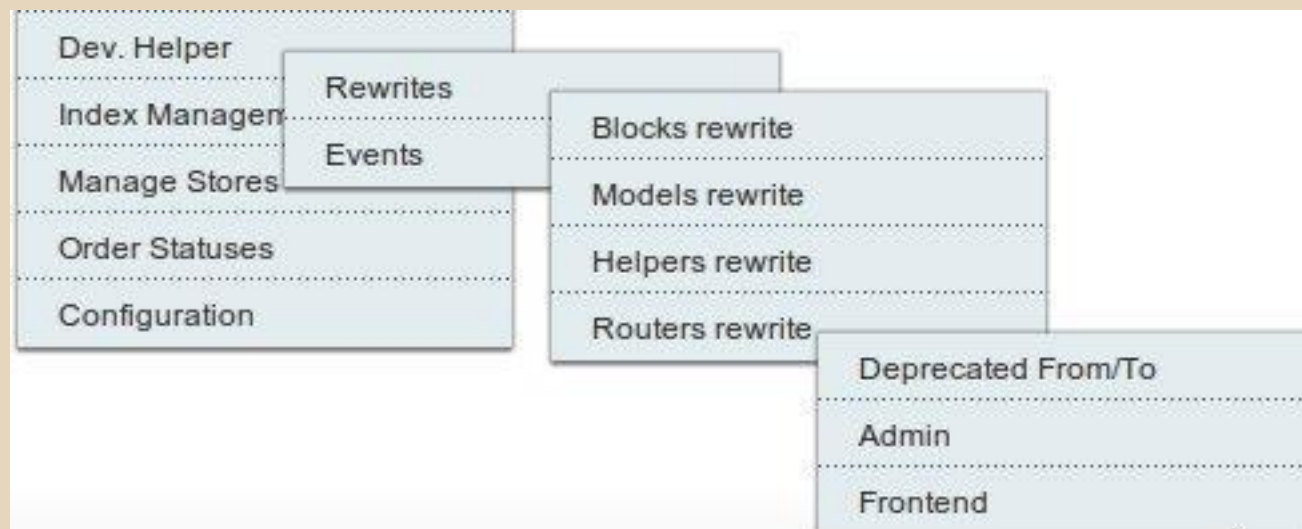 Dev. Helper
Index Managem
Manage Stores
Order Statuses
Configuration
Rewrites
Events
Blocks rewrite
Models rewrite
Helpers rewrite
Routers rewrite
Deprecated From/To
Admin
Frontend